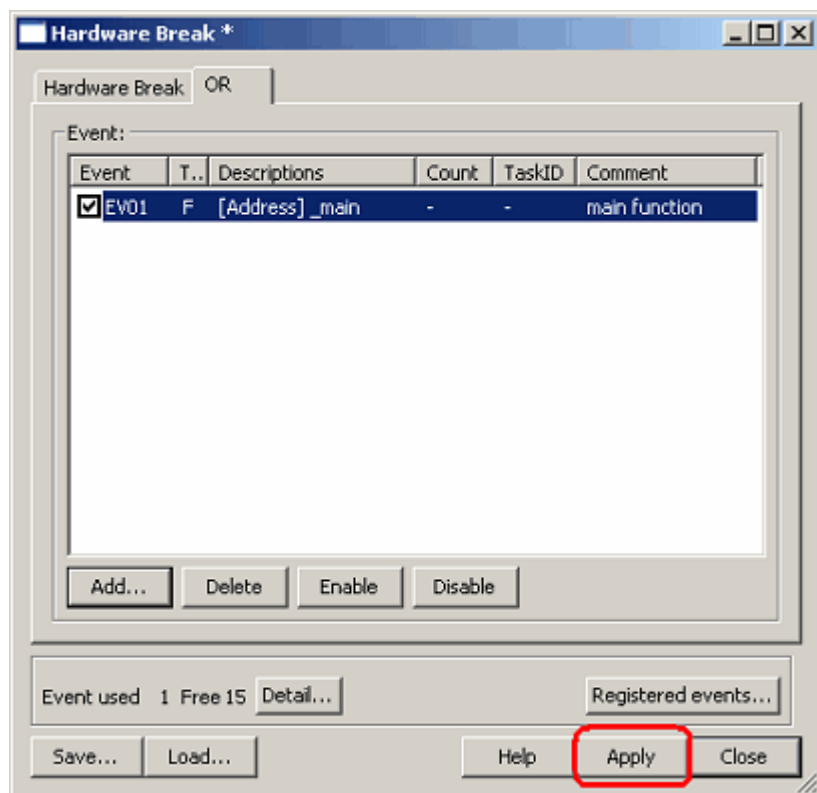 Hardware Break *
Hardware Break OR
Event:
Event T.. Descriptions Count TaskID Comment
EV01 F [Address] _main - - main function
Add... Delete Enable Disable
Event used 1 Free 15 Detail... Registered events...
Save... Load... Help Apply Close